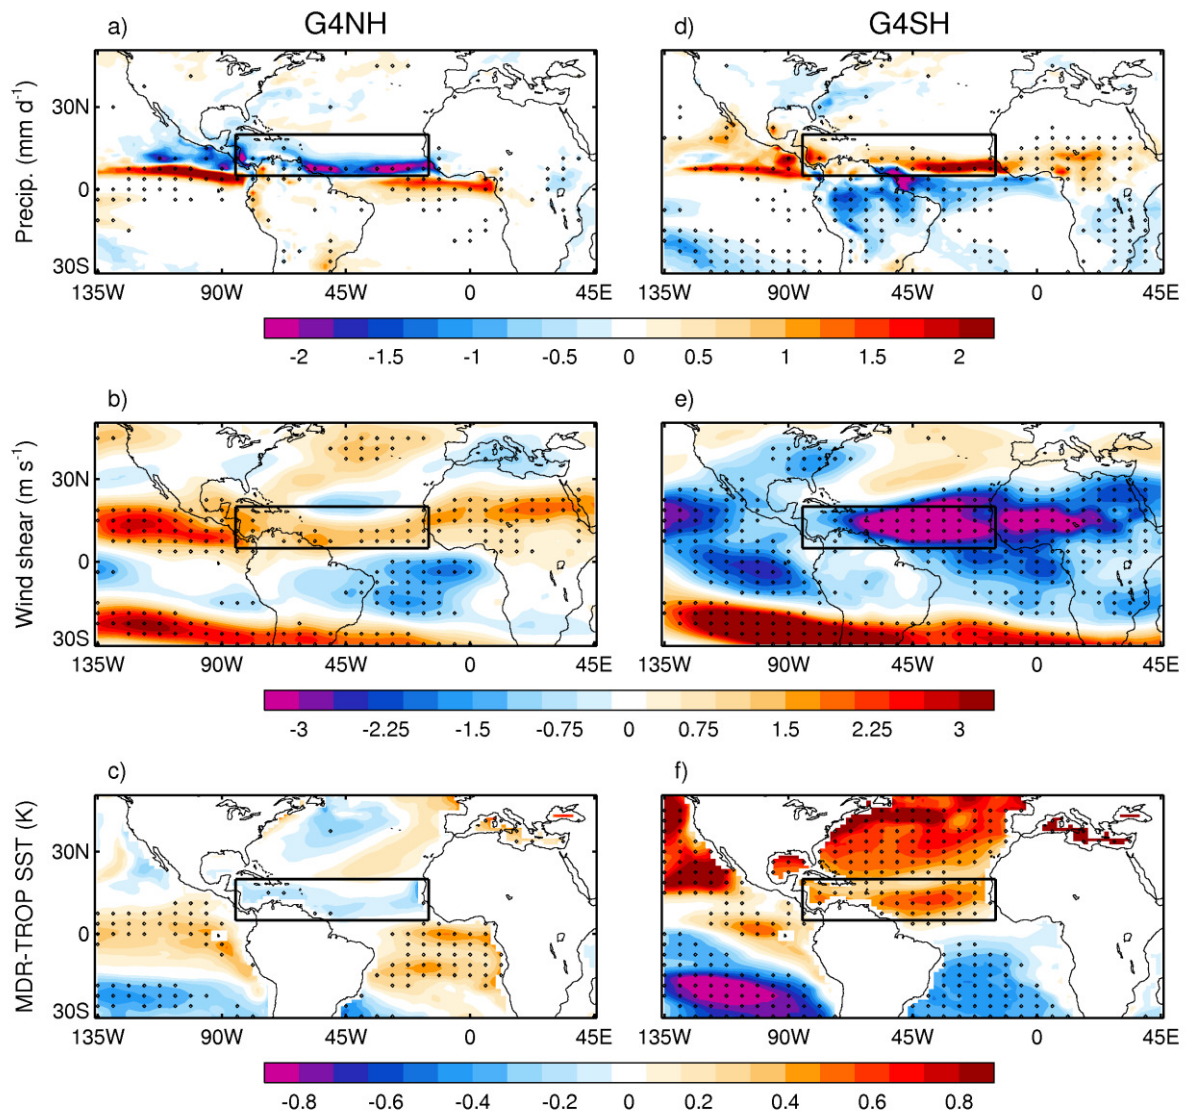 G4NH
G4SH
a)
d)
Precip. (mm d⁻¹)
30N
0
30S
135W 90W 45W 0 45E
135W 90W 45W 0 45E
-2 -1.5 -1 -0.5 0 0.5 1 1.5 2
b)
e)
Wind shear (m s⁻¹)
30N
0
30S
135W 90W 45W 0 45E
135W 90W 45W 0 45E
-3 -2.25 -1.5 -0.75 0 0.75 1.5 2.25 3
c)
f)
MDR-TROP SST (K)
30N
0
30S
135W 90W 45W 0 45E
135W 90W 45W 0 45E
-0.8 -0.6 -0.4 -0.2 0 0.2 0.4 0.6 0.8